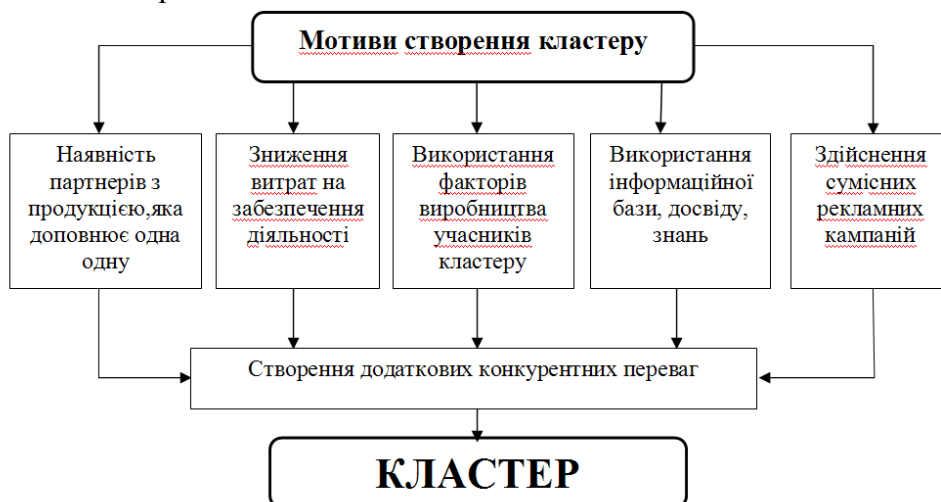 Мотиви створення кластеру
Наявність
партнерів з
продукцією,яка
доповнює одна
одну
Зниження
витрат на
забезпечення
діяльності
Використання
факторів
виробництва
учасників
кластеру
Використання
інформаційної
бази, досвіду,
знань
Здійснення
сумісних
рекламних
кампаній
Створення додаткових конкурентних переваг
КЛАСТЕР